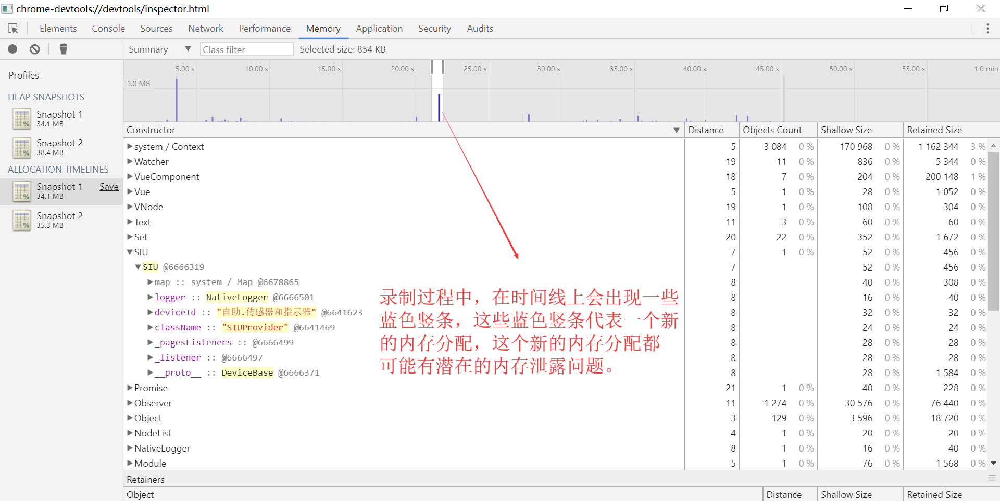 chrome-devtools://devtools/inspector.html
Elements Console Sources Network Performance Memory Application Security Audits
Summary ▼ Class filter Selected size: 854 KB
Profiles
HEAP SNAPSHOTS
Snapshot 1
34.1 MB
Snapshot 2
38.4 MB
ALLOCATION TIMELINES
Snapshot 1 Save
34.1 MB
Snapshot 2
35.3 MB
5.00 s 10.00 s 15.00 s 20.00 s 25.00 s 30.00 s 35.00 s 40.00 s 45.00 s 50.00 s 55.00 s 1.0 min
1.0 MB
Constructor ▼ Distance Objects Count Shallow Size Retained Size
▶system / Context 5 3 084 0 % 170 968 0 % 1 162 344 3 %
▶Watcher 19 11 0 % 836 0 % 5 344 0 %
▶VueComponent 18 7 0 % 204 0 % 200 148 1 %
▶Vue 5 1 0 % 28 0 % 1 052 0 %
▶VNode 19 1 0 % 108 0 % 304 0 %
▶Text 11 3 0 % 60 0 % 60 0 %
▶Set 20 22 0 % 352 0 % 1 672 0 %
▼SIU 7 1 0 % 52 0 % 456 0 %
▼SIU @6666319 7 52 0 % 456 0 %
▶map :: system / Map @6678865 8 40 0 % 308 0 %
▶logger :: NativeLogger @6666501 8 16 0 % 40 0 %
▶deviceId :: "自助.传感器和指示器" @6641623 8 32 0 % 32 0 %
▶className :: "SIUProvider" @6641469 8 24 0 % 24 0 %
▶_pagesListeners :: @6666499 8 28 0 % 28 0 %
▶_listener :: @6666497 8 28 0 % 28 0 %
▶__proto__ :: DeviceBase @6666371 8 28 0 % 1 584 0 %
▶Promise 21 1 0 % 40 0 % 228 0 %
▶Observer 11 1 274 0 % 30 576 0 % 76 440 0 %
▶Object 3 129 0 % 3 596 0 % 18 720 0 %
▶NodeList 4 1 0 % 20 0 % 20 0 %
▶NativeLogger 8 1 0 % 16 0 % 40 0 %
▶Module 5 1 0 % 76 0 % 1 568 0 %
录制过程中，在时间线上会出现一些
蓝色竖条，这些蓝色竖条代表一个新
的内存分配，这个新的内存分配都
可能有潜在的内存泄露问题。
Retainers
Object Distance Shallow Size Retained Size